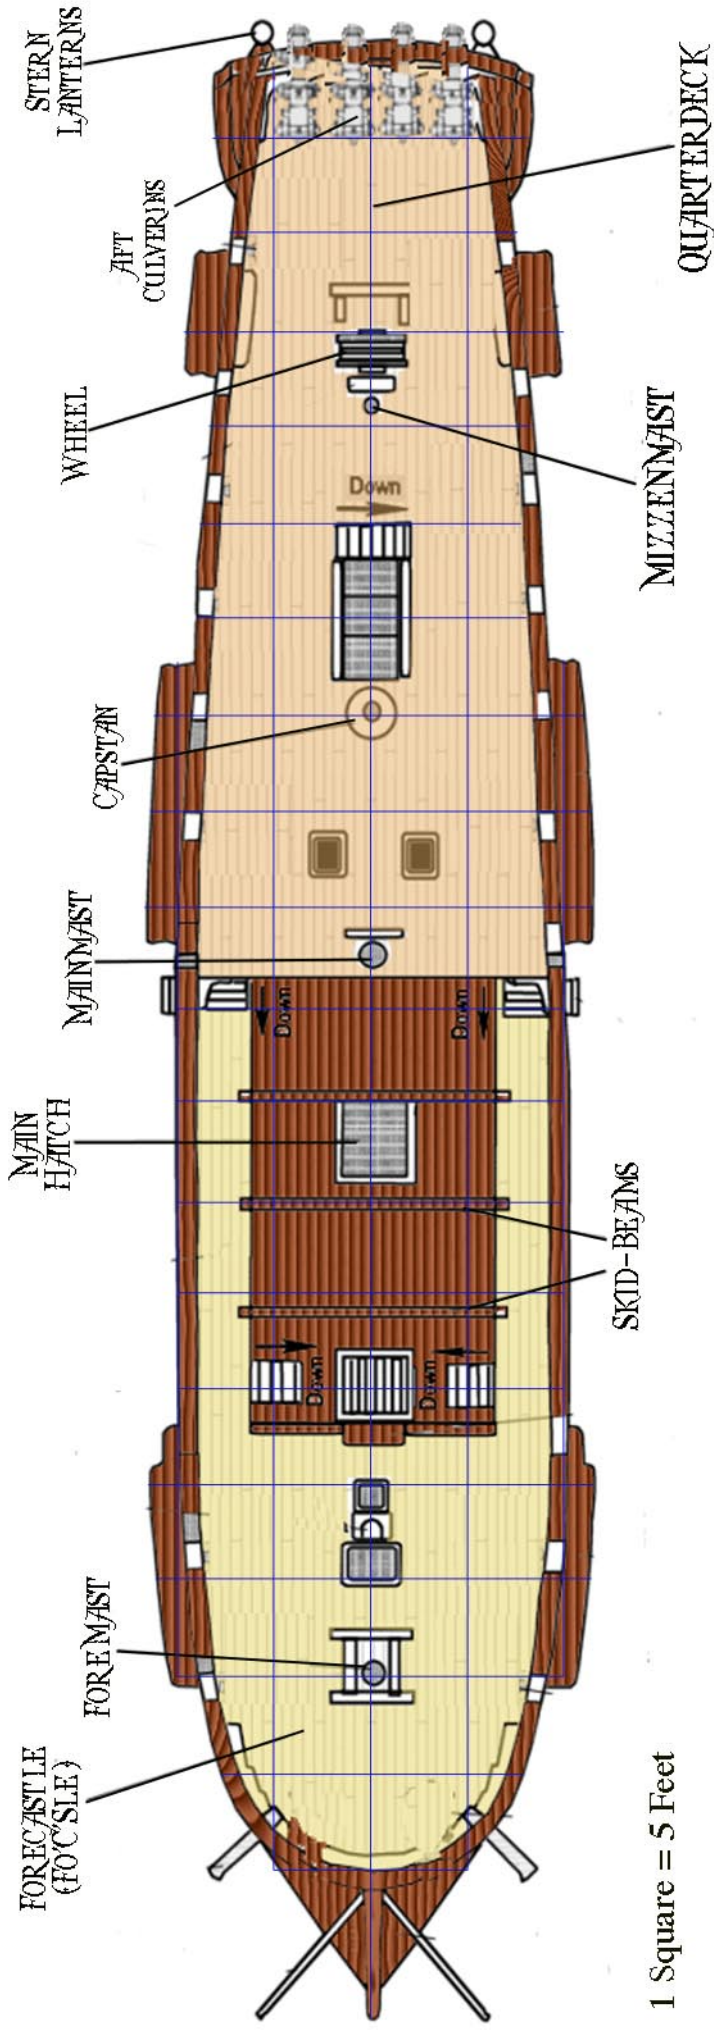 STERN
LANTERNS
QUARTERDECK
AFT
CULVERINS
WHEEL
MIZZENMAST
Down
CAPSTAN
MAINMAST
Down
Down
MAIN
HATCH
SKID-BEAMS
Down
Down
FOREMAST
FORECASTLE
(FO'C'SLE)
1 Square = 5 Feet